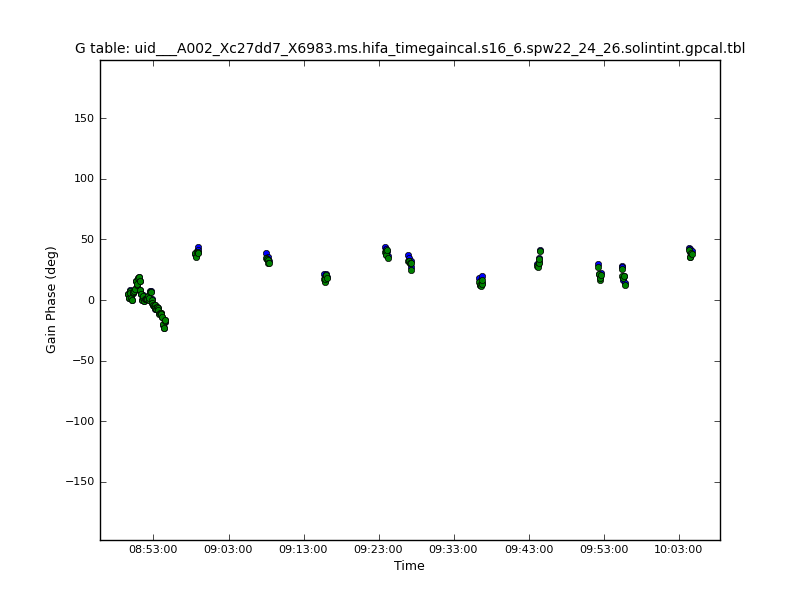 G table: uid___A002_Xc27dd7_X6983.ms.hifa_timegaincal.s16_6.spw22_24_26.solintint.gpcal.tbl
Gain Phase (deg)
150
100
50
0
−50
−100
−150
08:53:00 09:03:00 09:13:00 09:23:00 09:33:00 09:43:00 09:53:00 10:03:00
Time